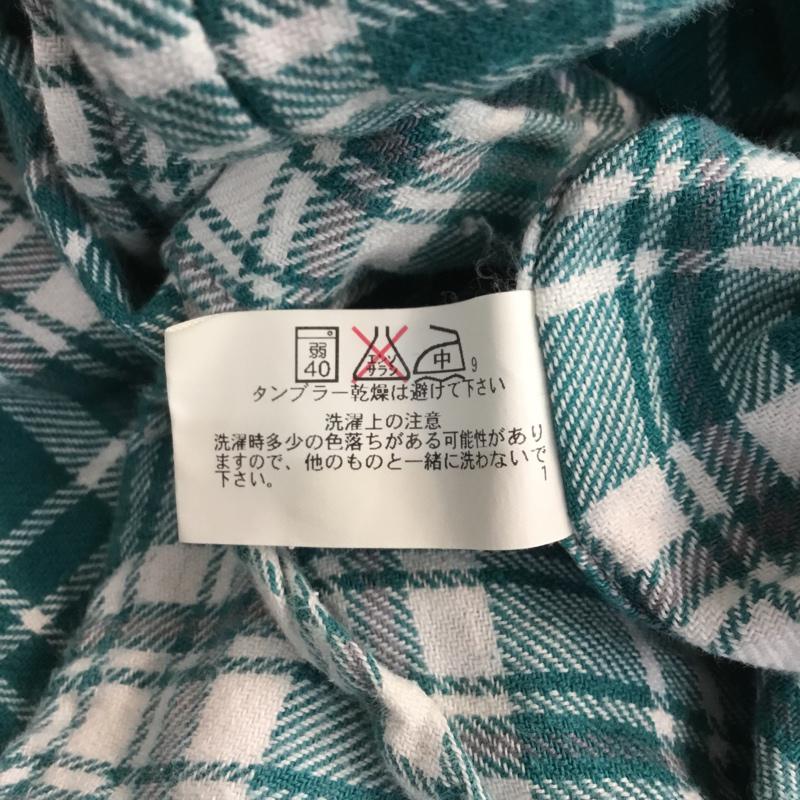 弱
40
エンソ
サラシ
中
9
タンブラー乾燥は避けて下さい
洗濯上の注意
洗濯時多少の色落ちがある可能性があり
ますので、他のものと一緒に洗わないで
下さい。
1